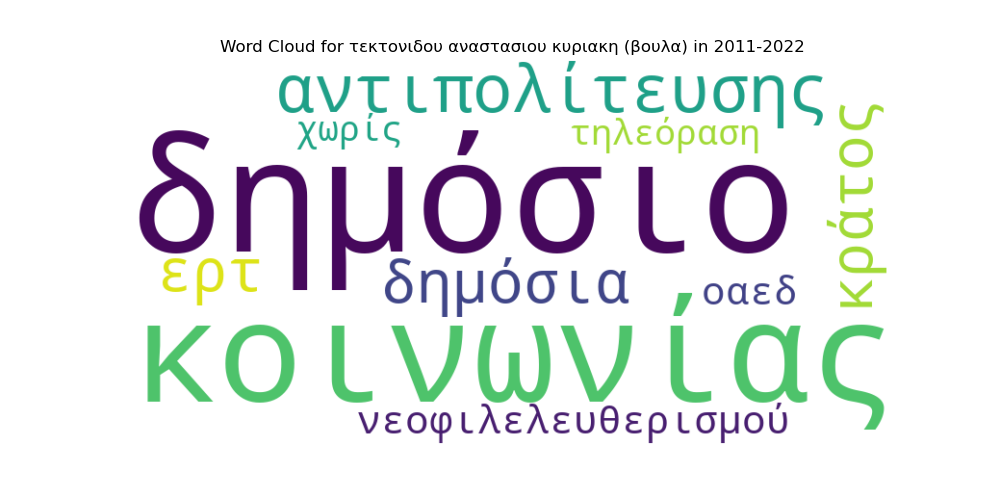 Word Cloud for τεκτονιδου αναστασιου κυριακη (βουλα) in 2011-2022
αντιπολίτευσης
χωρίς
τηλεόραση
δημόσιο
κράτος
ερτ
δημόσια
οαεδ
κοινωνίας
νεοφιλελευθερισμού